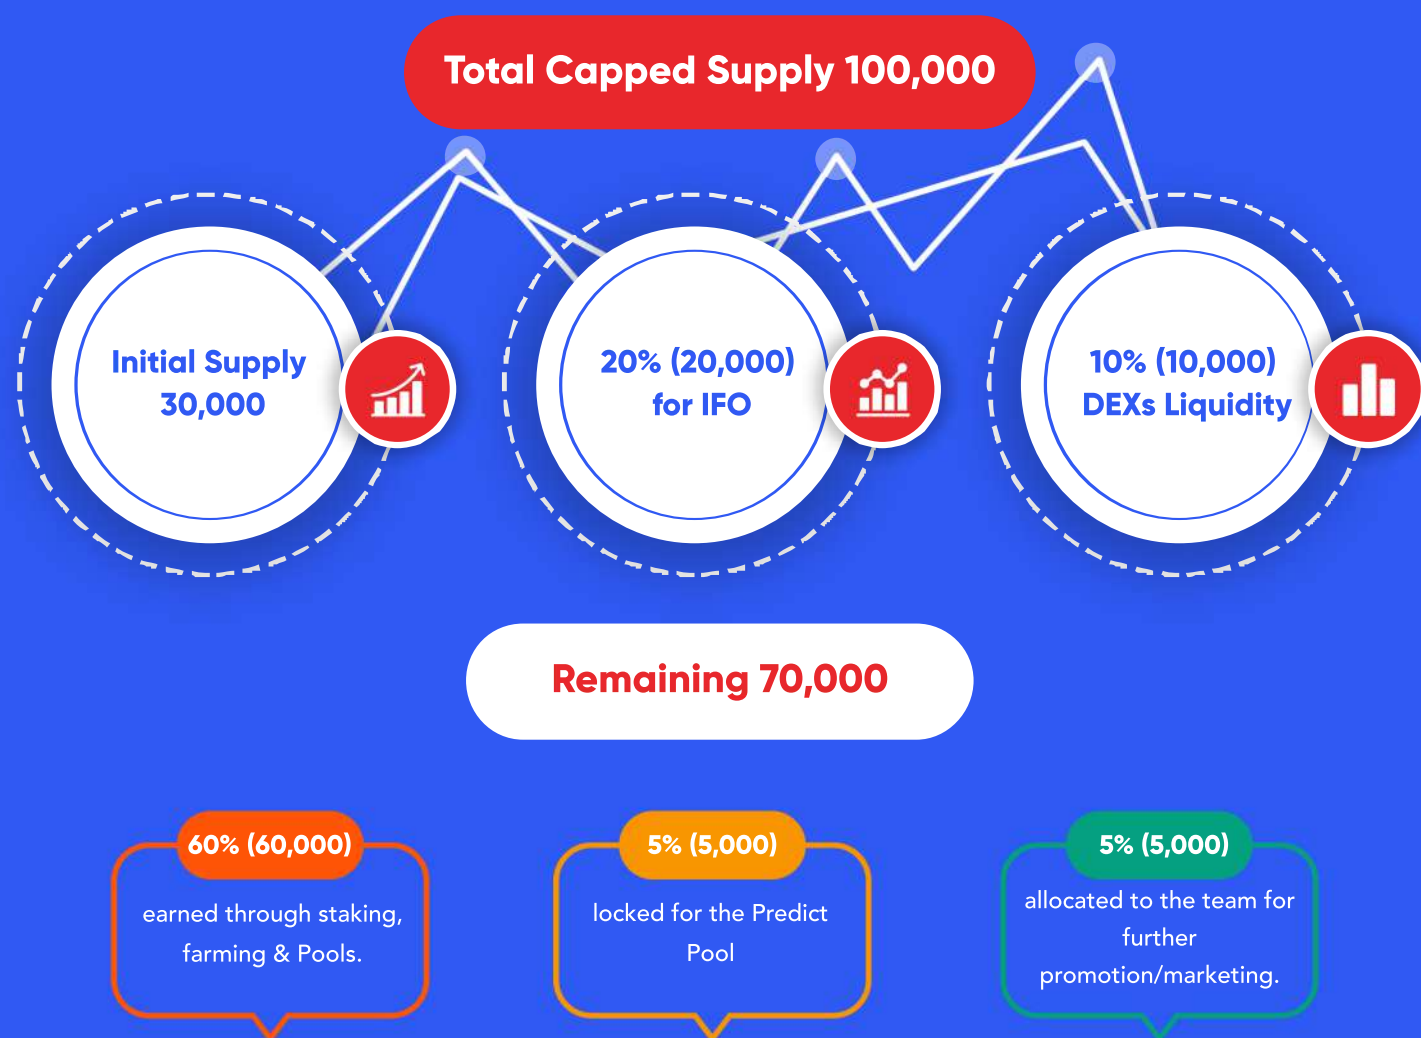 Total Capped Supply 100,000
Initial Supply
30,000
20% (20,000)
for IFO
10% (10,000)
DEXs Liquidity
Remaining 70,000
60% (60,000)
earned through staking,
farming & Pools.
5% (5,000)
locked for the Predict
Pool
5% (5,000)
allocated to the team for
further
promotion/marketing.